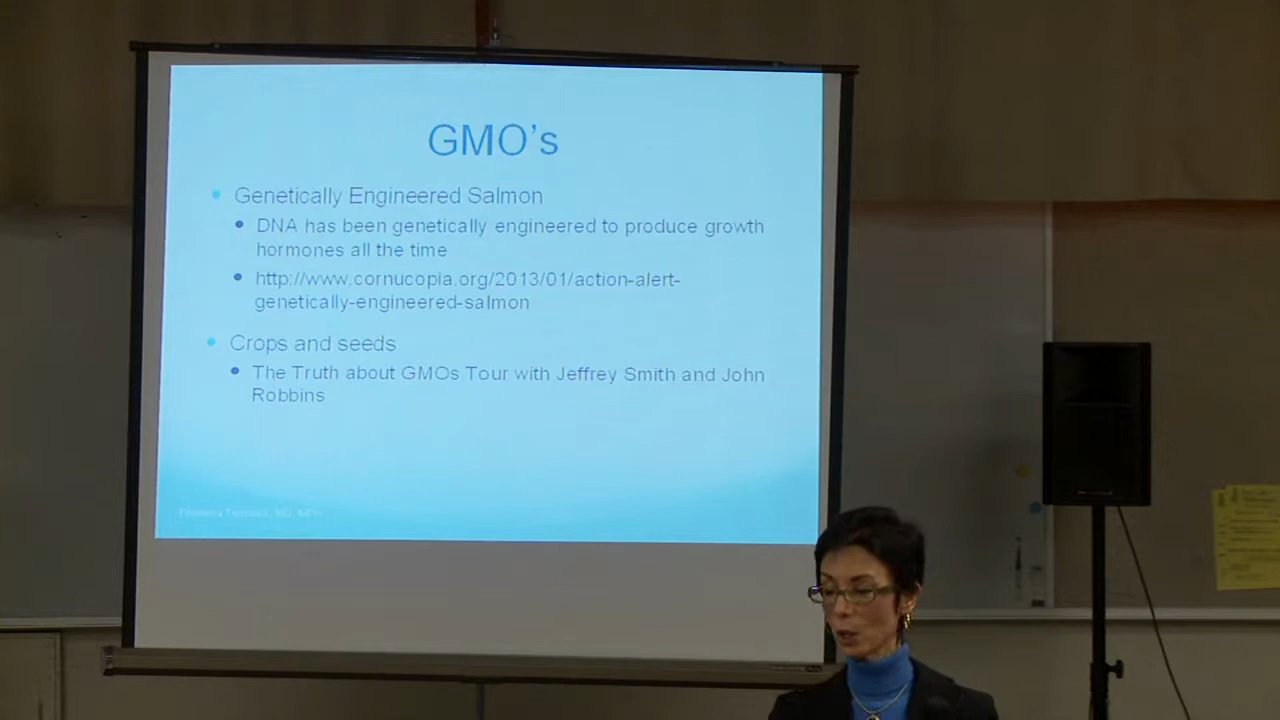 GMO's
Genetically Engineered Salmon
DNA has been genetically engineered to produce growth
hormones all the time
http://www.cornucopia.org/2013/01/action-alert-
genetically-engineered-salmon
Crops and seeds
The Truth about GMOs Tour with Jeffrey Smith and John
Robbins
MD, MPH